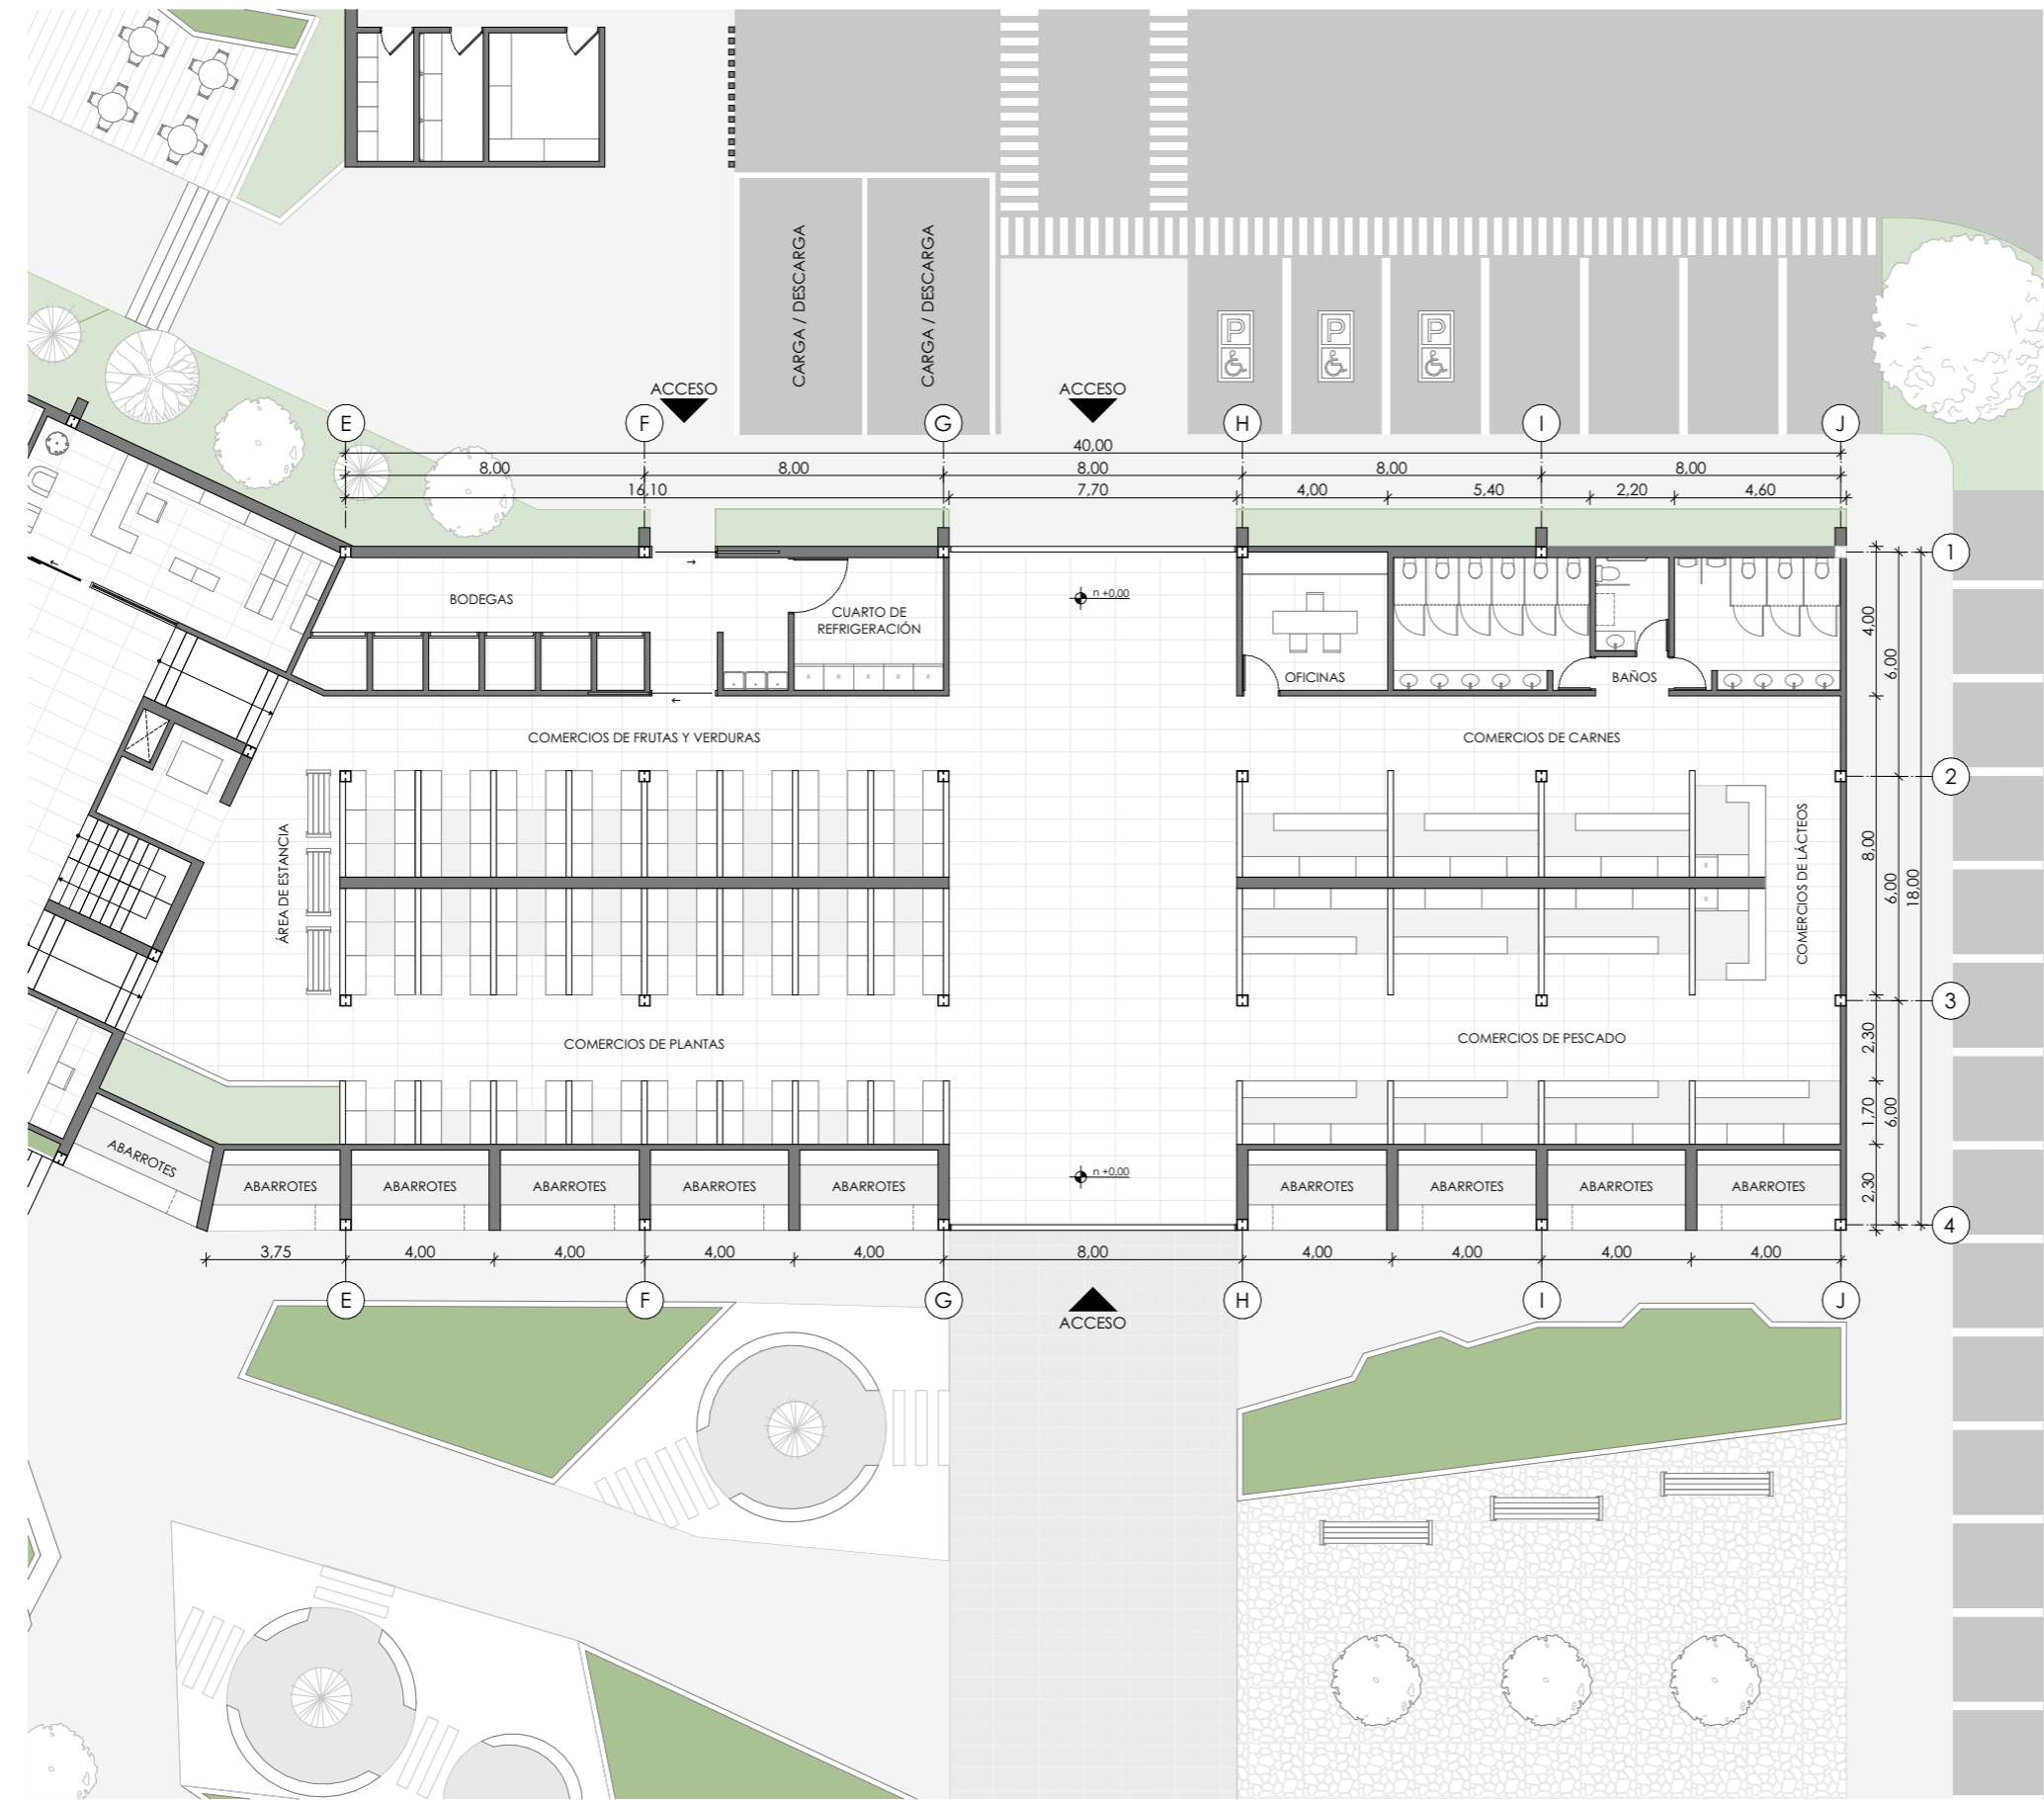 CARGA / DESCARGA
CARGA / DESCARGA
P
P
P
ACCESO
ACCESO
E
F
G
H
I
J
40,00
8,00
8,00
8,00
8,00
8,00
16,10
7,70
4,00
5,40
2,20
4,60
1
BODEGAS
CUARTO DE
REFRIGERACIÓN
n +0,00
OFICINAS
BAÑOS
4,00
6,00
COMERCIOS DE FRUTAS Y VERDURAS
COMERCIOS DE CARNES
2
ÁREA DE ESTANCIA
COMERCIOS DE LÁCTEOS
8,00
6,00
18,00
3
COMERCIOS DE PLANTAS
COMERCIOS DE PESCADO
2,30
1,70
6,00
ABARROTES
ABARROTES
ABARROTES
ABARROTES
ABARROTES
ABARROTES
n +0,00
ABARROTES
ABARROTES
ABARROTES
ABARROTES
2,30
4
3,75
4,00
4,00
4,00
4,00
8,00
4,00
4,00
4,00
4,00
E
F
G
H
I
J
ACCESO